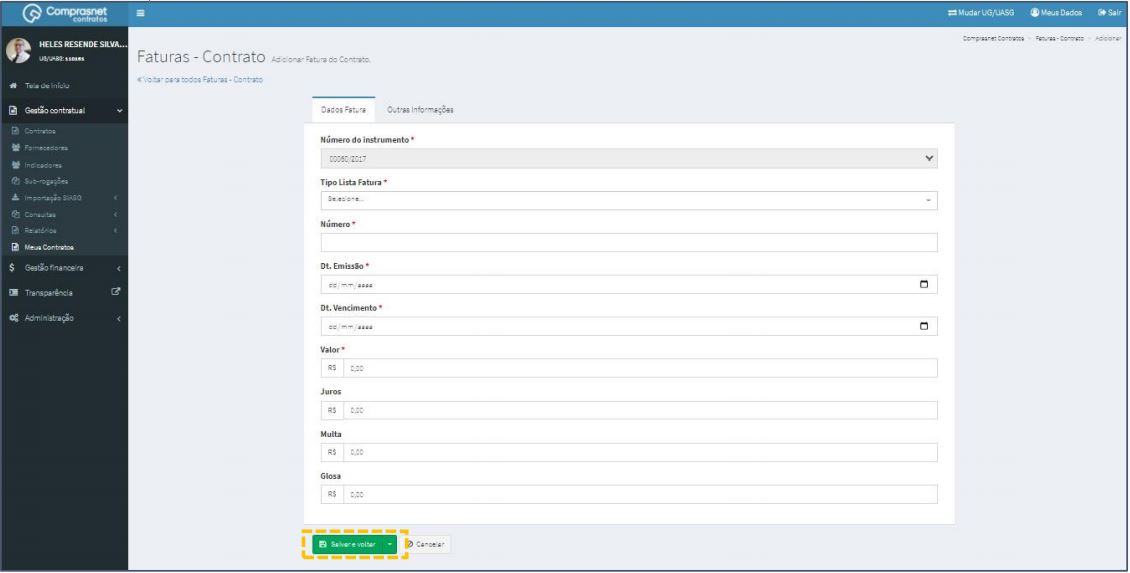 Comprasnet
contratos
Mudar UG/UASG
Meus Dados
Sair
HELES RESENDE SILVA...
UG/UASG:
Comprasnet Contratos > Faturas - Contrato > Adicionar
Faturas - Contrato Adicionar Fatura do Contrato.
Voltar para todos Faturas - Contrato
Tela de Início
Gestão contratual
Contratos
Fornecedores
Indicadores
Sub-rogações
Importação SIASG
Consultas
Relatórios
Meus Contratos
Gestão financeira
Transparência
Administração
Dados Fatura
Outras Informações
Número do instrumento *
00060/2017
Tipo Lista Fatura *
Selecione...
Número *
Dt. Emissão *
dd/mm/aaaa
Dt. Vencimento *
dd/mm/aaaa
Valor *
R$ 0,00
Juros
R$ 0,00
Multa
R$ 0,00
Glosa
R$ 0,00
Salvar e voltar
Cancelar